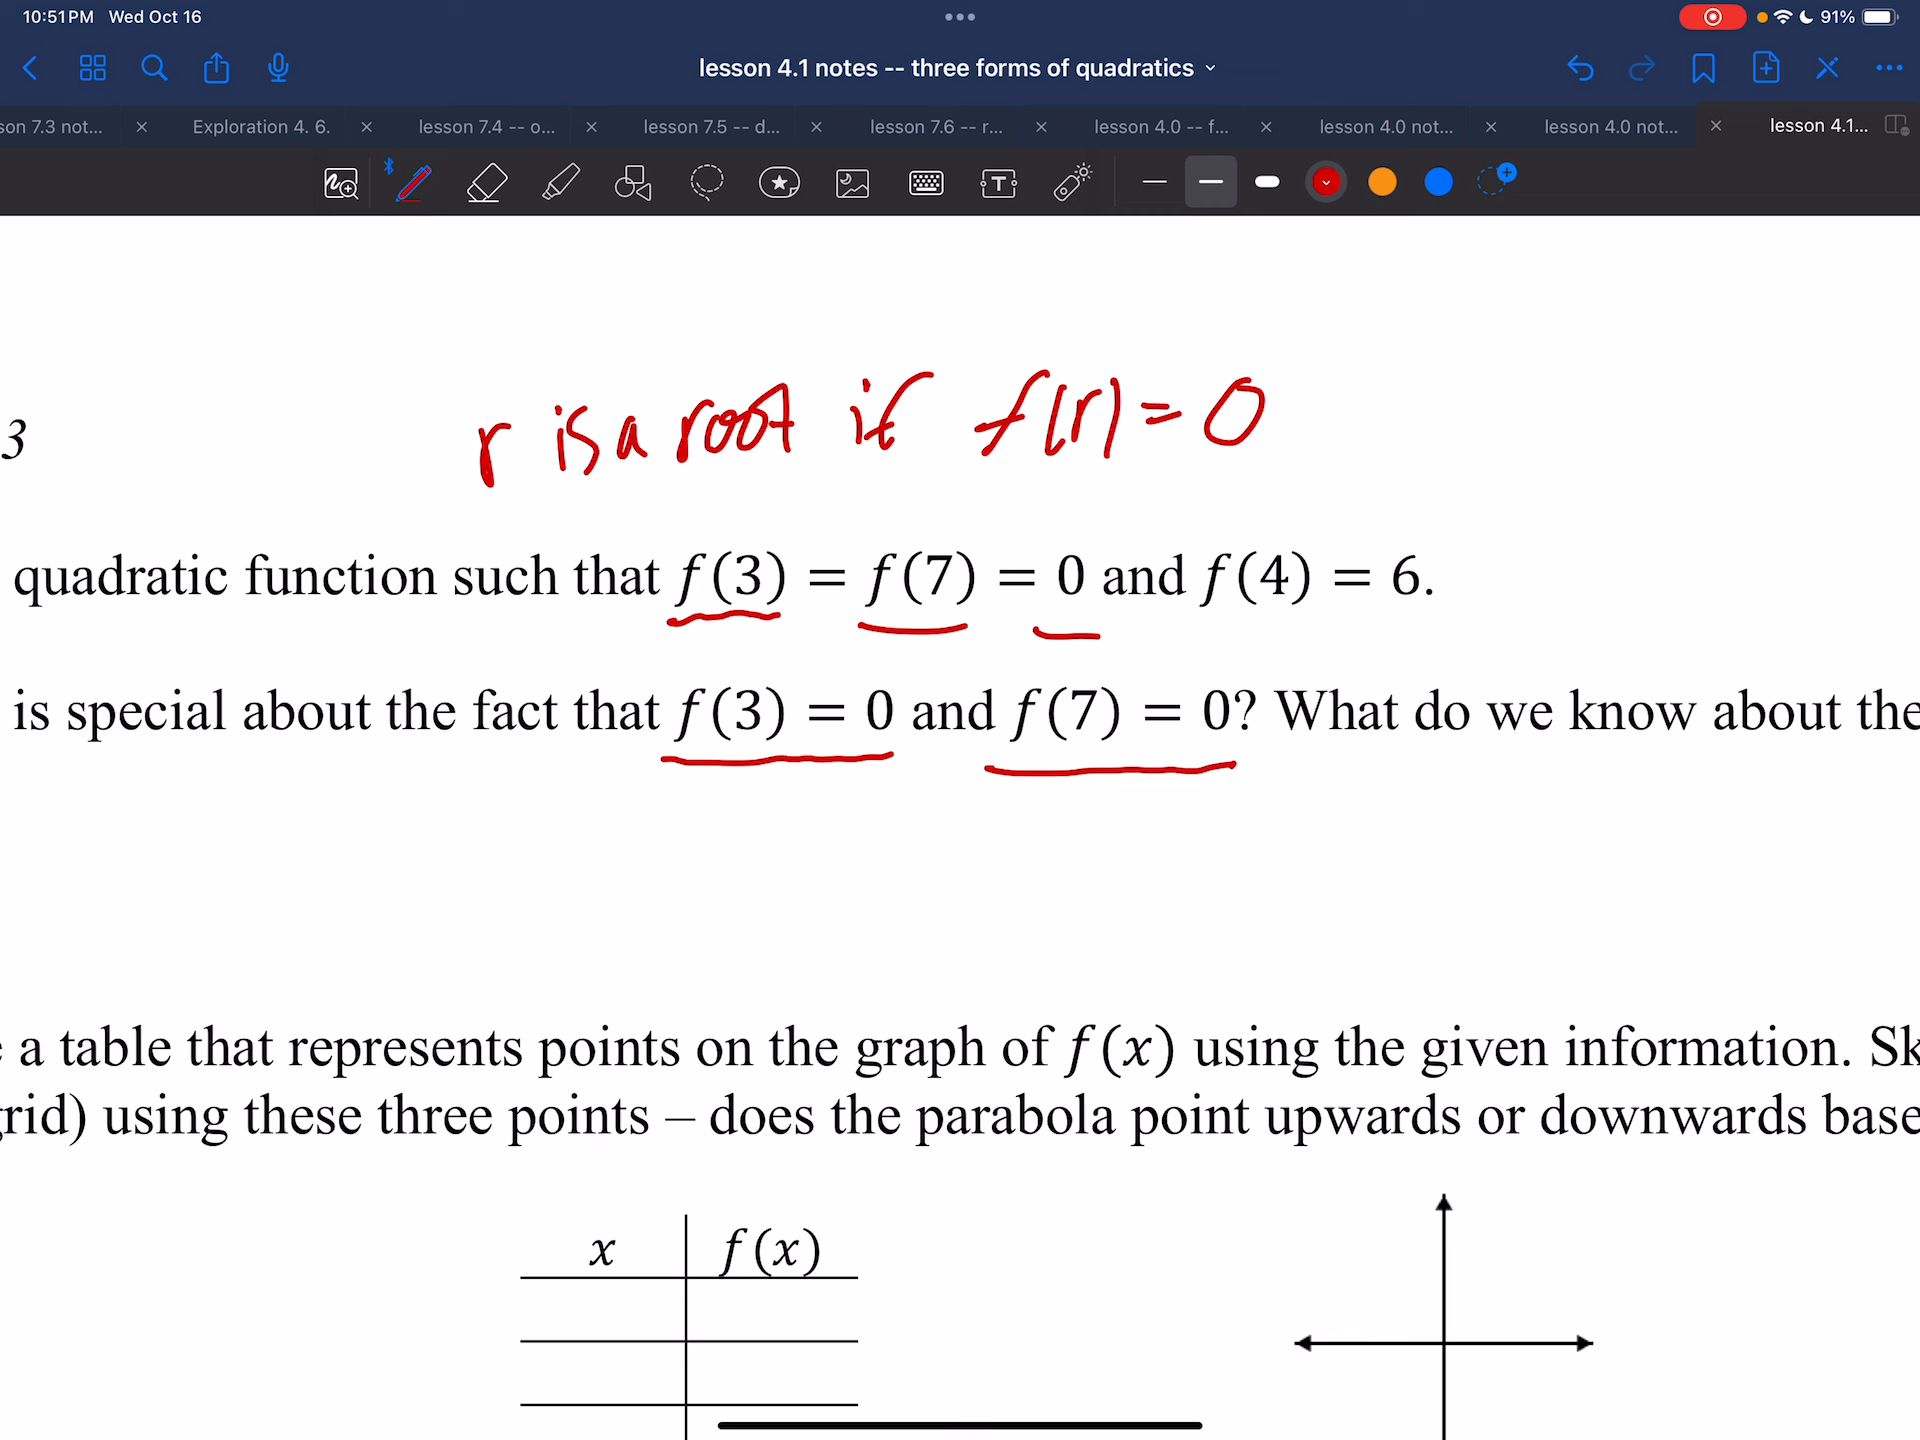 10:51 PM Wed Oct 16
91%
lesson 4.1 notes -- three forms of quadratics
son 7.3 not... Exploration 4. 6. lesson 7.4 -- o... lesson 7.5 -- d... lesson 7.6 -- r... lesson 4.0 -- f... lesson 4.0 not... lesson 4.0 not... lesson 4.1...
r is a root if f(r) = 0
3
quadratic function such that f(3) = f(7) = 0 and f(4) = 6.
is special about the fact that f(3) = 0 and f(7) = 0? What do we know about the
a table that represents points on the graph of f(x) using the given information. Sk
rid) using these three points – does the parabola point upwards or downwards base
x f(x)